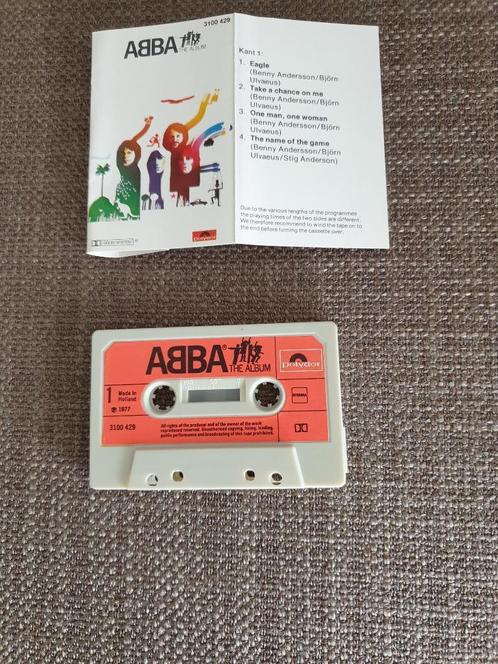 3100 429
ABBA
THE ALBUM
DOLBY SYSTEM
polydor
Kant 1:
1. Eagle
(Benny Andersson/Björn
Ulvaeus)
2. Take a chance on me
(Benny Andersson/Björn
Ulvaeus)
3. One man, one woman
(Benny Andersson/Björn
Ulvaeus)
4. The name of the game
(Benny Andersson/Björn
Ulvaeus/Stig Anderson)
Due to the various lengths of the programmes
the playing times of the two sides are different.
We therefore recommend to wind the tape on to
the end before turning the cassette over.
ABBA®
THE ALBUM
polydor
1
Made in
Holland
℗ 1977
STEMRA
3100 429
All rights of the producer and of the owner of the work
reproduced reserved. Unauthorised copying, hiring, lending,
public performance and broadcasting of this tape prohibited.